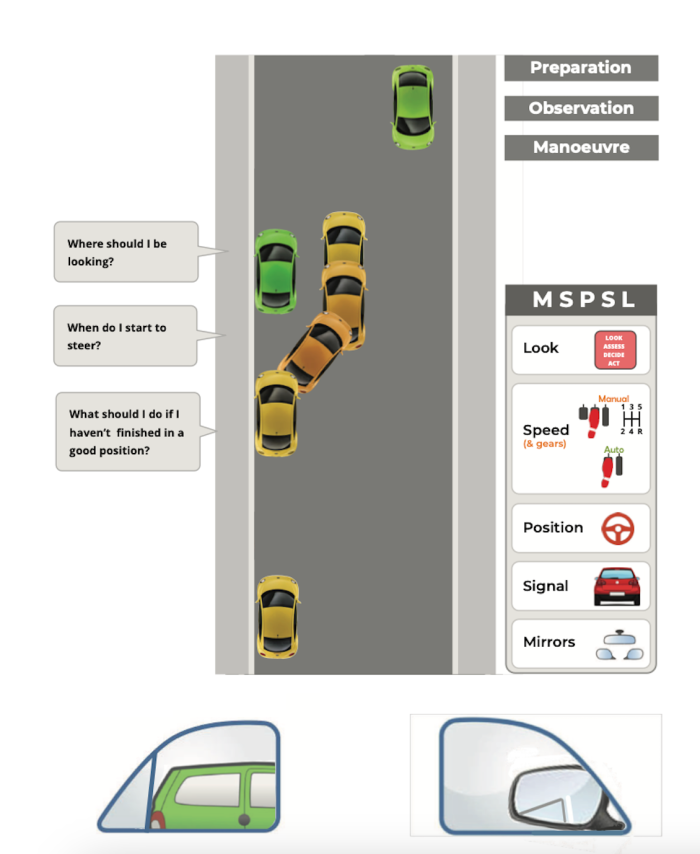 Preparation
Observation
Manoeuvre
Where should I be
looking?
When do I start to
steer?
What should I do if I
haven't finished in a
good position?
MSPSL
Look
LOOK
ASSESS
DECIDE
ACT
Speed
(& gears)
Manual
1 3 5
2 4 R
Auto
Position
Signal
Mirrors